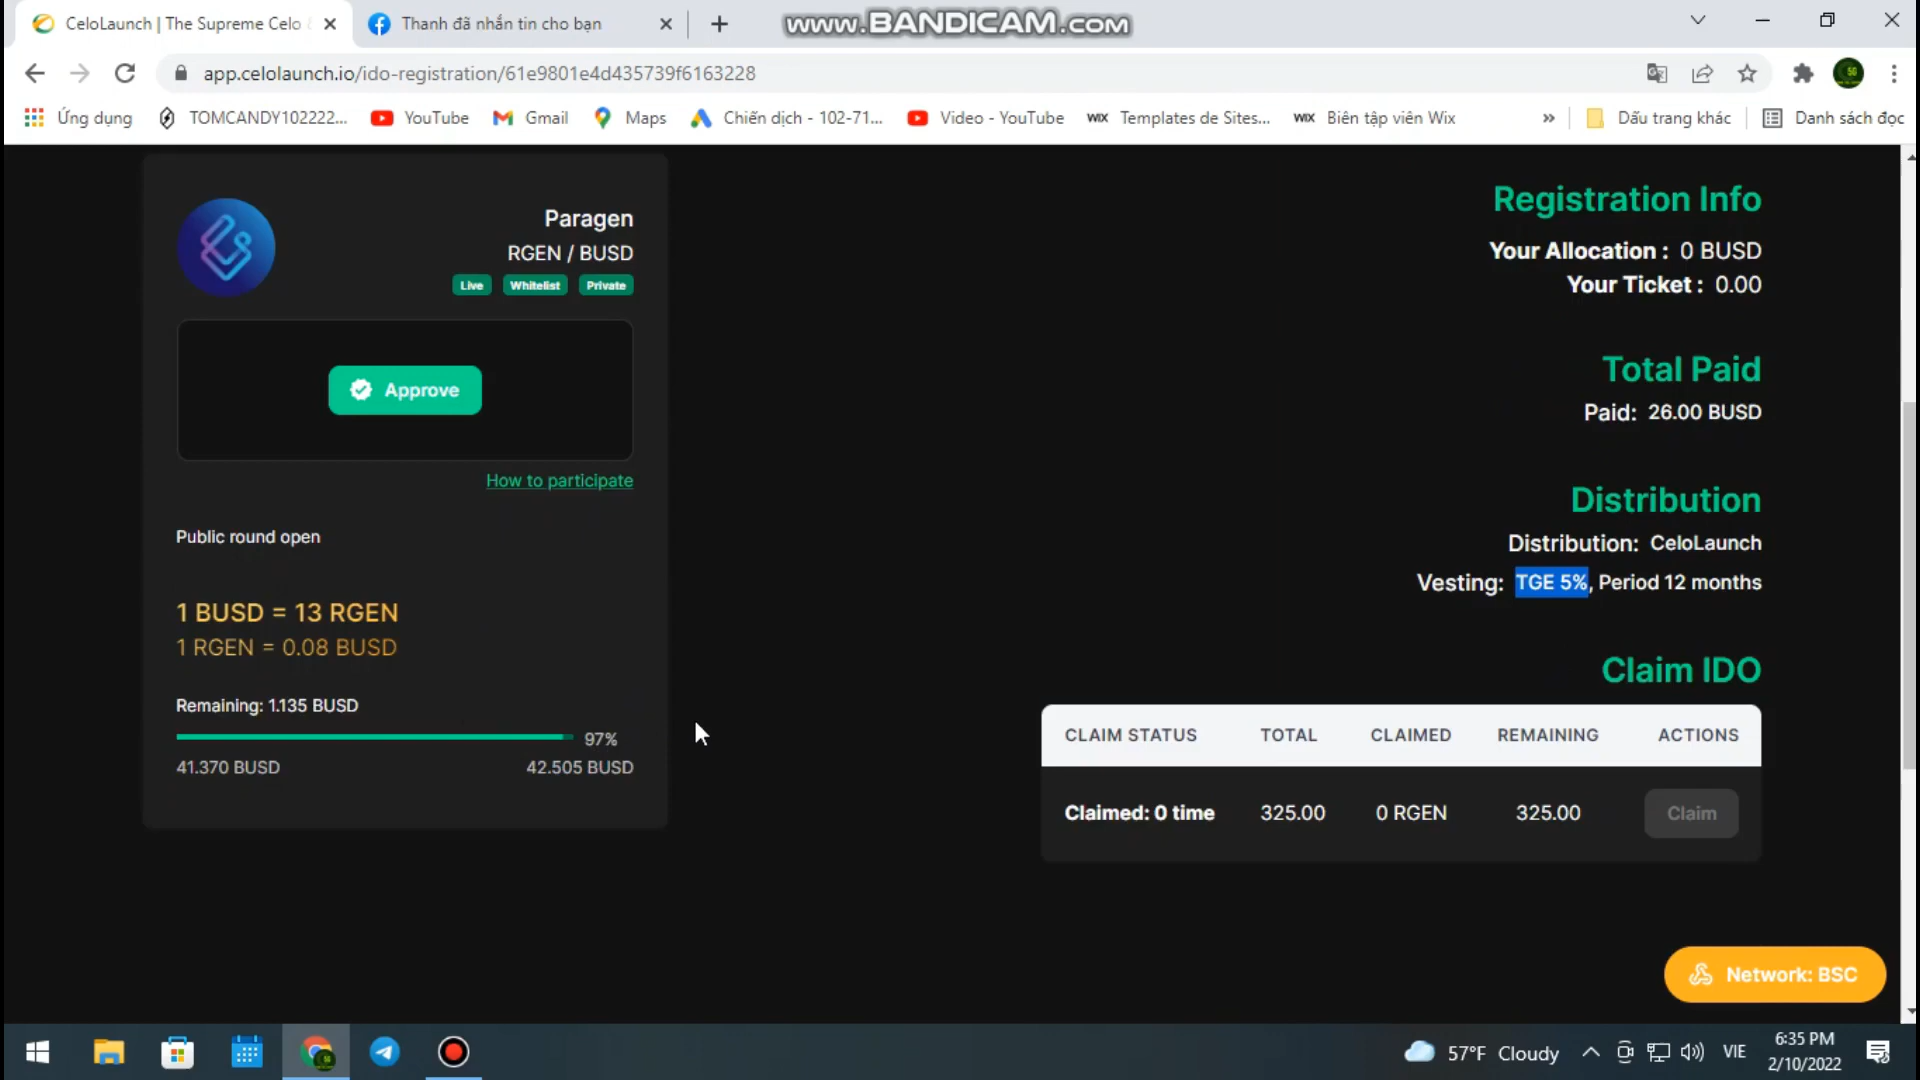 CeloLaunch | The Supreme Celo
Thanh đã nhắn tin cho bạn
www.BANDICAM.com
app.celolaunch.io/ido-registration/61e9801e4d435739f6163228
Ứng dụng
TOMCANDY102222...
YouTube
Gmail
Maps
Chiến dịch - 102-71...
Video - YouTube
WIX Templates de Sites...
WIX Biên tập viên Wix
»
Dấu trang khác
Danh sách đọc
Paragen
RGEN / BUSD
Live Whitelist Private
Approve
How to participate
Public round open
1 BUSD = 13 RGEN
1 RGEN = 0.08 BUSD
Remaining: 1.135 BUSD
97%
41.370 BUSD 42.505 BUSD
Registration Info
Your Allocation : 0 BUSD
Your Ticket : 0.00
Total Paid
Paid: 26.00 BUSD
Distribution
Distribution: CeloLaunch
Vesting: TGE 5%, Period 12 months
Claim IDO
CLAIM STATUS TOTAL CLAIMED REMAINING ACTIONS
Claimed: 0 time 325.00 0 RGEN 325.00 Claim
Network: BSC
57°F Cloudy
VIE
6:35 PM
2/10/2022